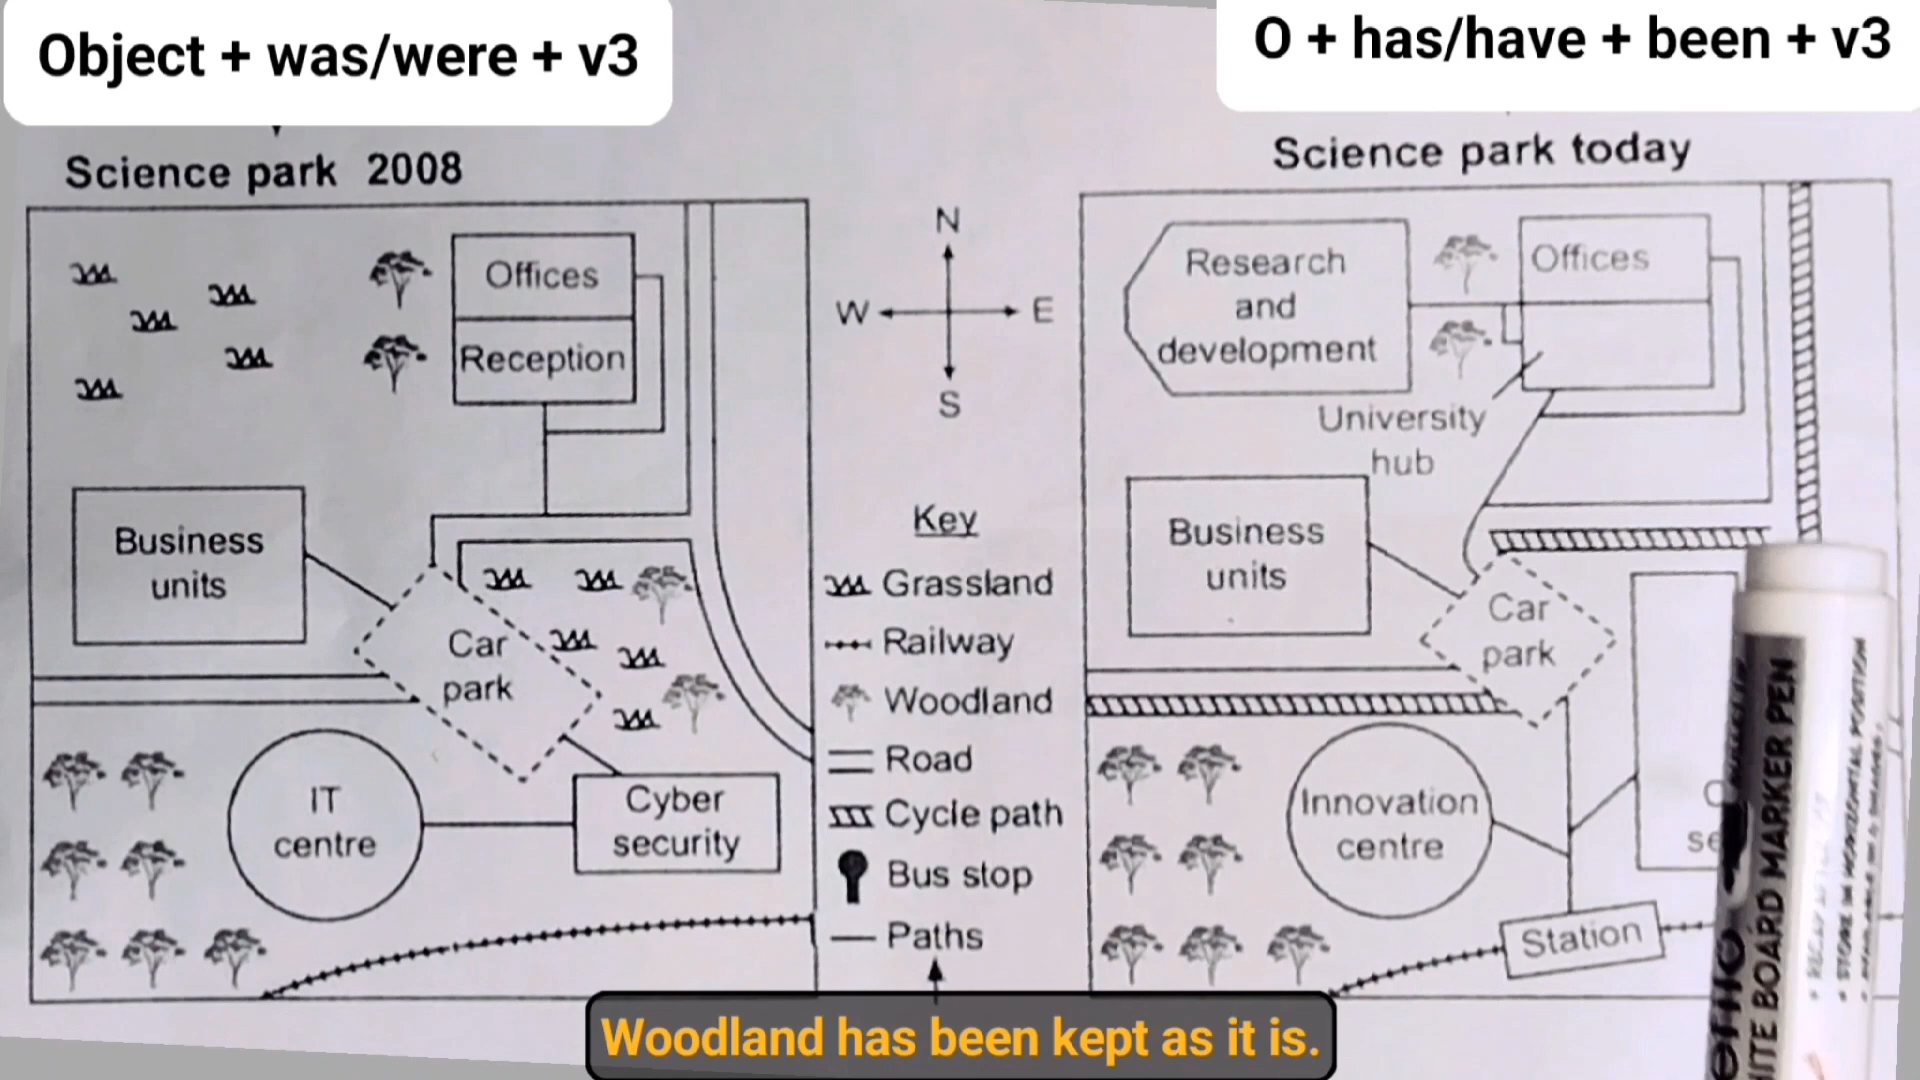 Object + was/were + v3
O + has/have + been + v3
Science park 2008
Science park today
Offices
Reception
Business
units
Car
park
IT
centre
Cyber
security
N
W
E
S
Key
Grassland
Railway
Woodland
Road
Cycle path
Bus stop
Paths
Research
and
development
Offices
University
hub
Business
units
Car
park
Innovation
centre
Station
ITE BOARD MARKER PEN
Woodland has been kept as it is.